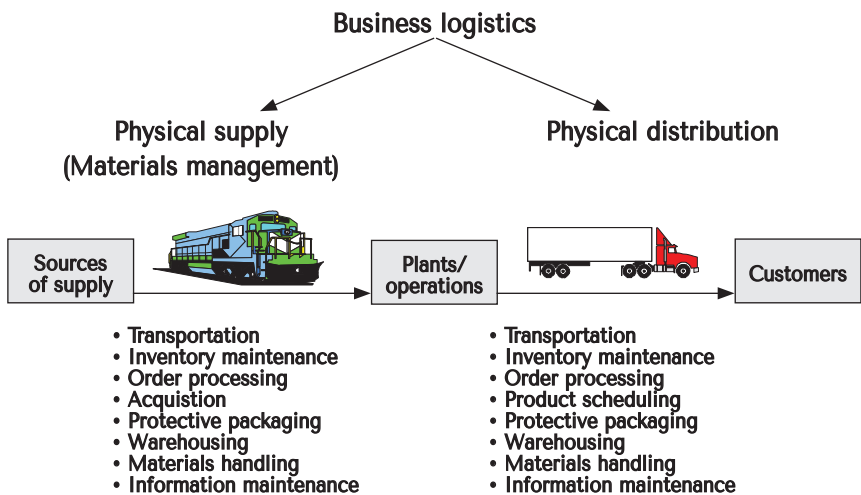 Business logistics
Physical supply
(Materials management)
Physical distribution
Sources
of supply
Plants/
operations
Customers
• Transportation
• Inventory maintenance
• Order processing
• Acquistion
• Protective packaging
• Warehousing
• Materials handling
• Information maintenance
• Transportation
• Inventory maintenance
• Order processing
• Product scheduling
• Protective packaging
• Warehousing
• Materials handling
• Information maintenance